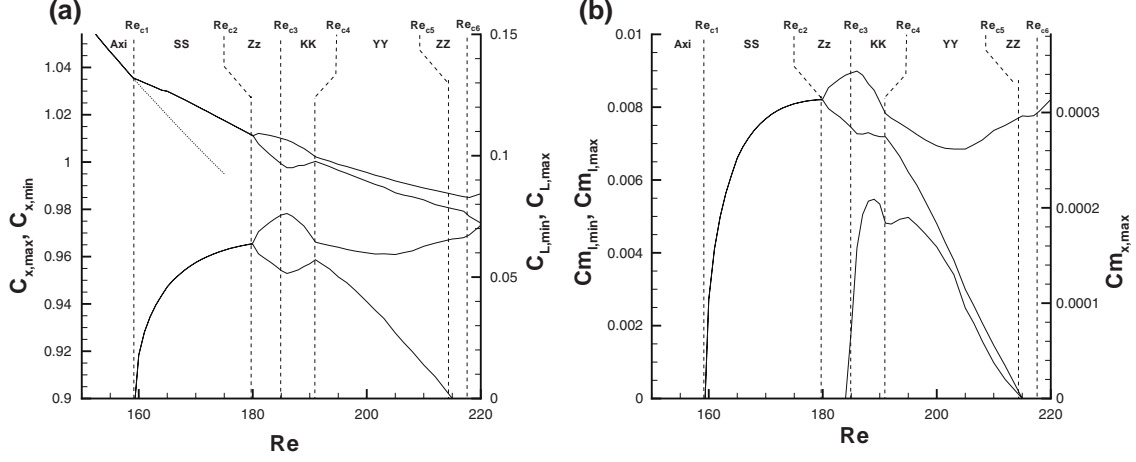 (a)
Re_c1
Re_c2
Re_c3
Re_c4
Re_c5
Re_c6
Axi
SS
Zz
KK
YY
ZZ
1.04
1.02
1
0.98
0.96
0.94
0.92
0.9
C_x,max, C_x,min
0.15
0.1
0.05
0
C_L,min, C_L,max
160
180
200
220
Re
(b)
Re_c1
Re_c2
Re_c3
Re_c4
Re_c5
Re_c6
Axi
SS
Zz
KK
YY
ZZ
0.01
0.008
0.006
0.004
0.002
0
Cm_l,min, Cm_l,max
0.0003
0.0002
0.0001
0
Cm_x,max
160
180
200
220
Re